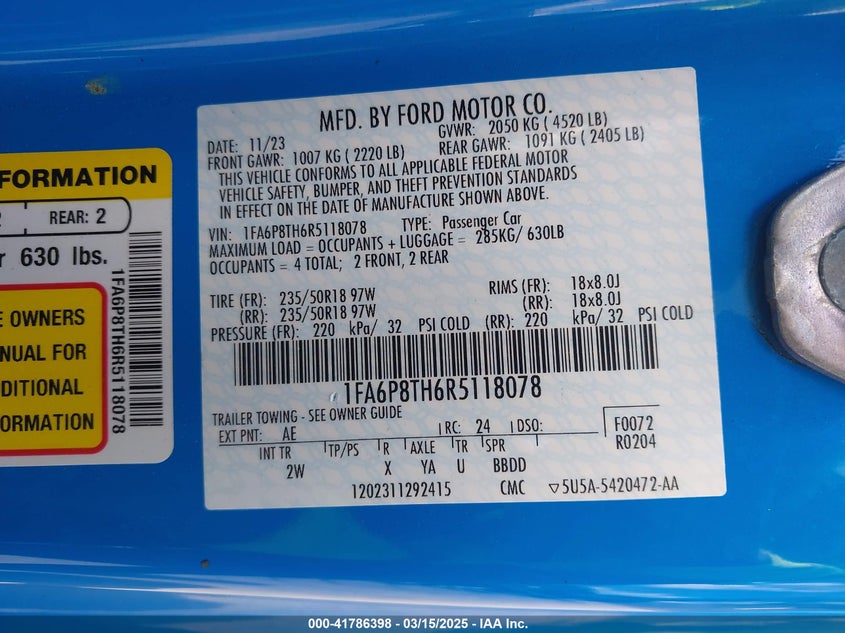 FORMATION
2 REAR: 2
r 630 lbs.
E OWNERS
ANUAL FOR
DITIONAL
FORMATION
1FA6P8TH6R5118078
MFD. BY FORD MOTOR CO.
DATE: 11/23 GVWR: 2050 KG ( 4520 LB)
FRONT GAWR: 1007 KG ( 2220 LB) REAR GAWR: 1091 KG ( 2405 LB)
THIS VEHICLE CONFORMS TO ALL APPLICABLE FEDERAL MOTOR
VEHICLE SAFETY, BUMPER, AND THEFT PREVENTION STANDARDS
IN EFFECT ON THE DATE OF MANUFACTURE SHOWN ABOVE.
VIN: 1FA6P8TH6R5118078 TYPE: Passenger Car
MAXIMUM LOAD = OCCUPANTS + LUGGAGE = 285KG/ 630LB
OCCUPANTS = 4 TOTAL; 2 FRONT, 2 REAR
TIRE (FR): 235/50R18 97W RIMS (FR): 18x8.0J
(RR): 235/50R18 97W (RR): 18x8.0J
PRESSURE (FR): 220 kPa/ 32 PSI COLD (RR): 220 kPa/ 32 PSI COLD
1FA6P8TH6R5118078
TRAILER TOWING - SEE OWNER GUIDE
EXT PNT: AE RC: 24 DSO: F0072
INT TR TP/PS R AXLE TR SPR R0204
2W X YA U BBDD
1202311292415 CMC ▽5U5A-5420472-AA
000-41786398 - 03/15/2025 - IAA Inc.